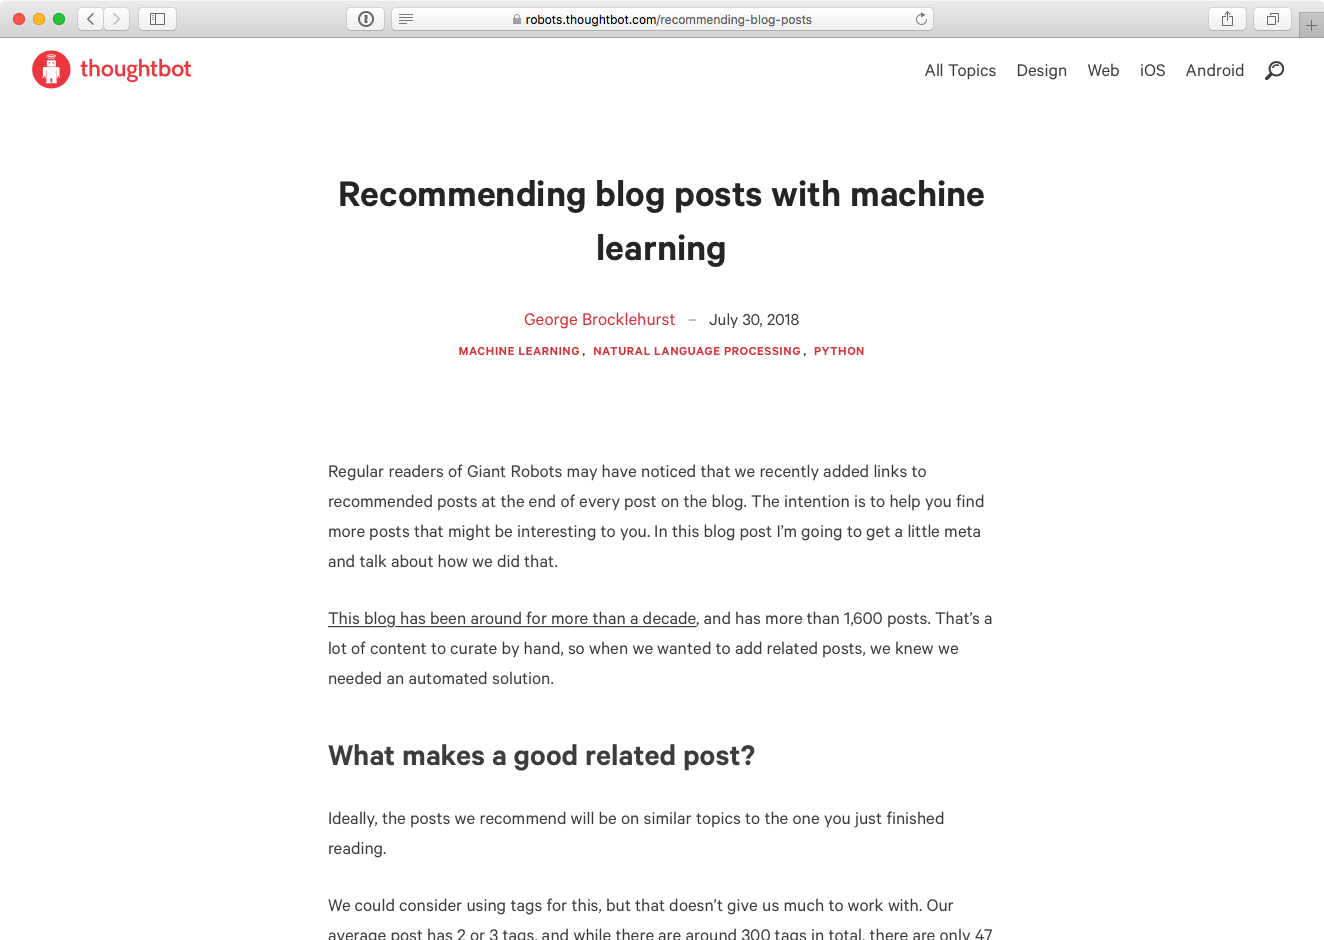 robots.thoughtbot.com/recommending-blog-posts
thoughtbot
All Topics Design Web iOS Android
Recommending blog posts with machine
learning
George Brocklehurst – July 30, 2018
MACHINE LEARNING, NATURAL LANGUAGE PROCESSING, PYTHON
Regular readers of Giant Robots may have noticed that we recently added links to
recommended posts at the end of every post on the blog. The intention is to help you find
more posts that might be interesting to you. In this blog post I’m going to get a little meta
and talk about how we did that.
This blog has been around for more than a decade, and has more than 1,600 posts. That’s a
lot of content to curate by hand, so when we wanted to add related posts, we knew we
needed an automated solution.
What makes a good related post?
Ideally, the posts we recommend will be on similar topics to the one you just finished
reading.
We could consider using tags for this, but that doesn’t give us much to work with. Our
average post has 2 or 3 tags, and while there are around 300 tags in total, there are only 47